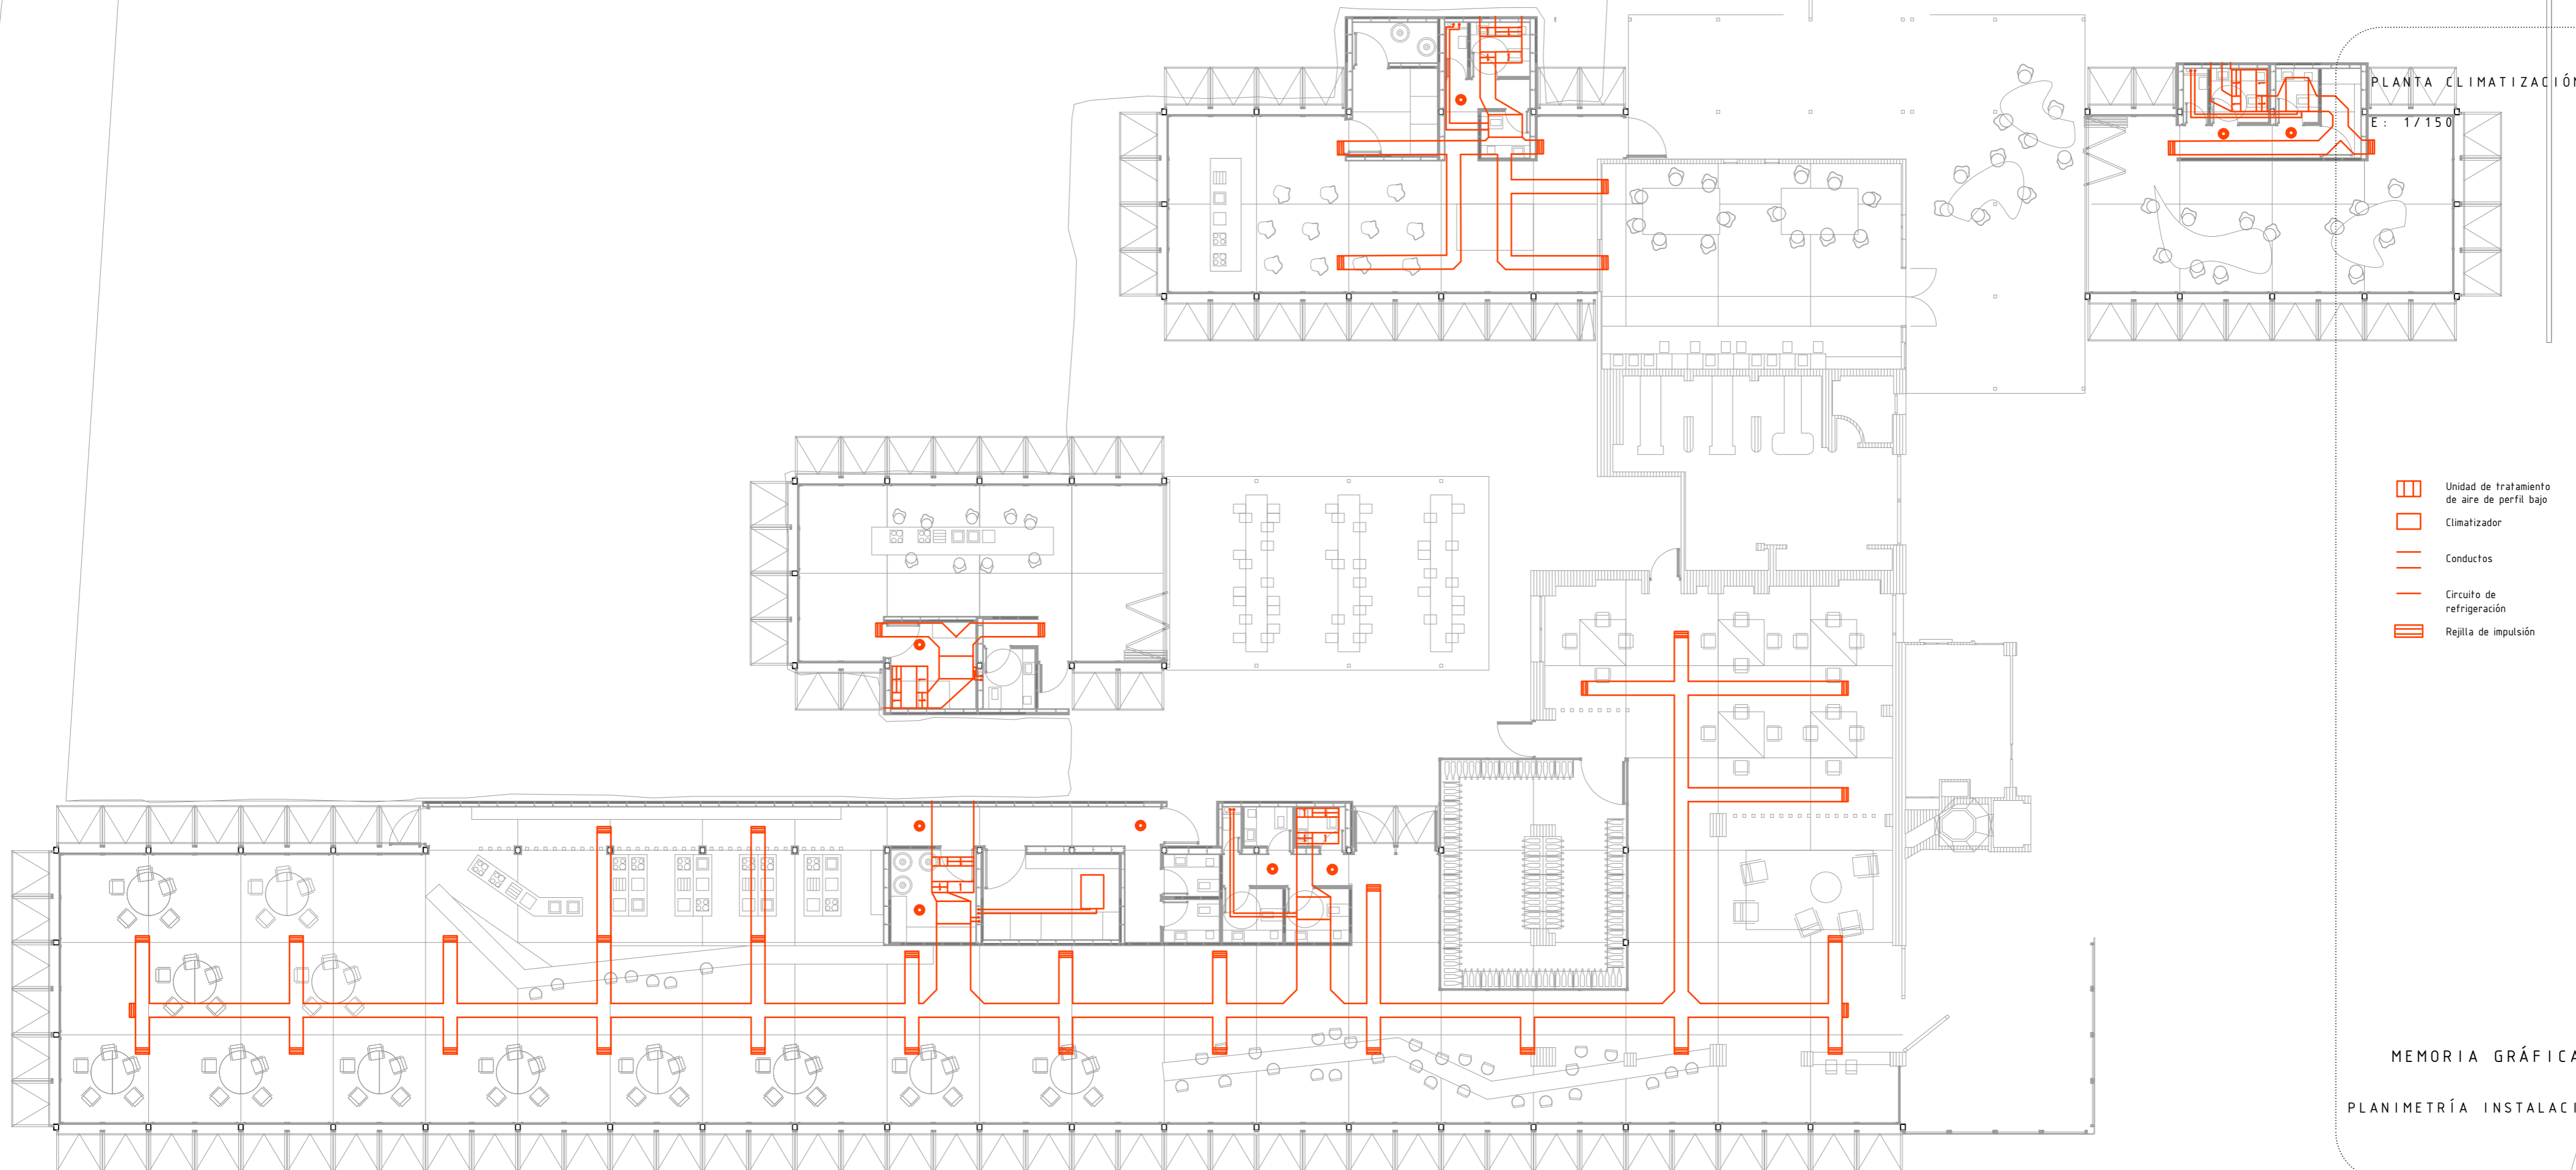 PLANTA CLIMATIZACIÓN
E: 1/150
Unidad de tratamiento
de aire de perfil bajo
Climatizador
Conductos
Circuito de
refrigeración
Rejilla de impulsión
MEMORIA GRÁFICA
PLANIMETRÍA INSTALACI